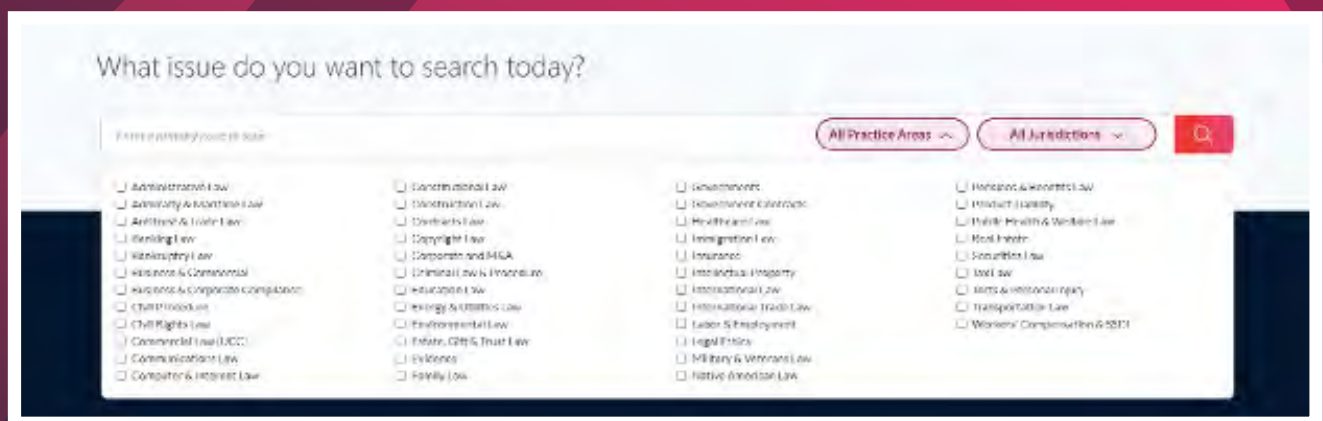 What issue do you want to search today?
All Practice Areas
All Jurisdictions
Administrative Law
Admiralty & Maritime Law
Antitrust & Trade Law
Banking Law
Bankruptcy Law
Business & Commercial
Business & Corporate Compliance
Civil Procedure
Civil Rights Law
Commercial Law (UCC)
Communications Law
Computer & Internet Law
Constitutional Law
Construction Law
Contracts Law
Copyright Law
Corporate and M&A
Criminal Law & Procedure
Education Law
Energy & Utilities Law
Environmental Law
Estate, Gift & Trust Law
Evidence
Family Law
Governments
Government Contracts
Healthcare Law
Immigration Law
Insurance
Intellectual Property
International Law
International Trade Law
Labor & Employment
Legal Ethics
Military & Veterans Law
Native American Law
Pensions & Benefits Law
Product Liability
Public Health & Welfare Law
Real Estate
Securities Law
Tax Law
Torts & Personal Injury
Transportation Law
Workers' Compensation & SSDI